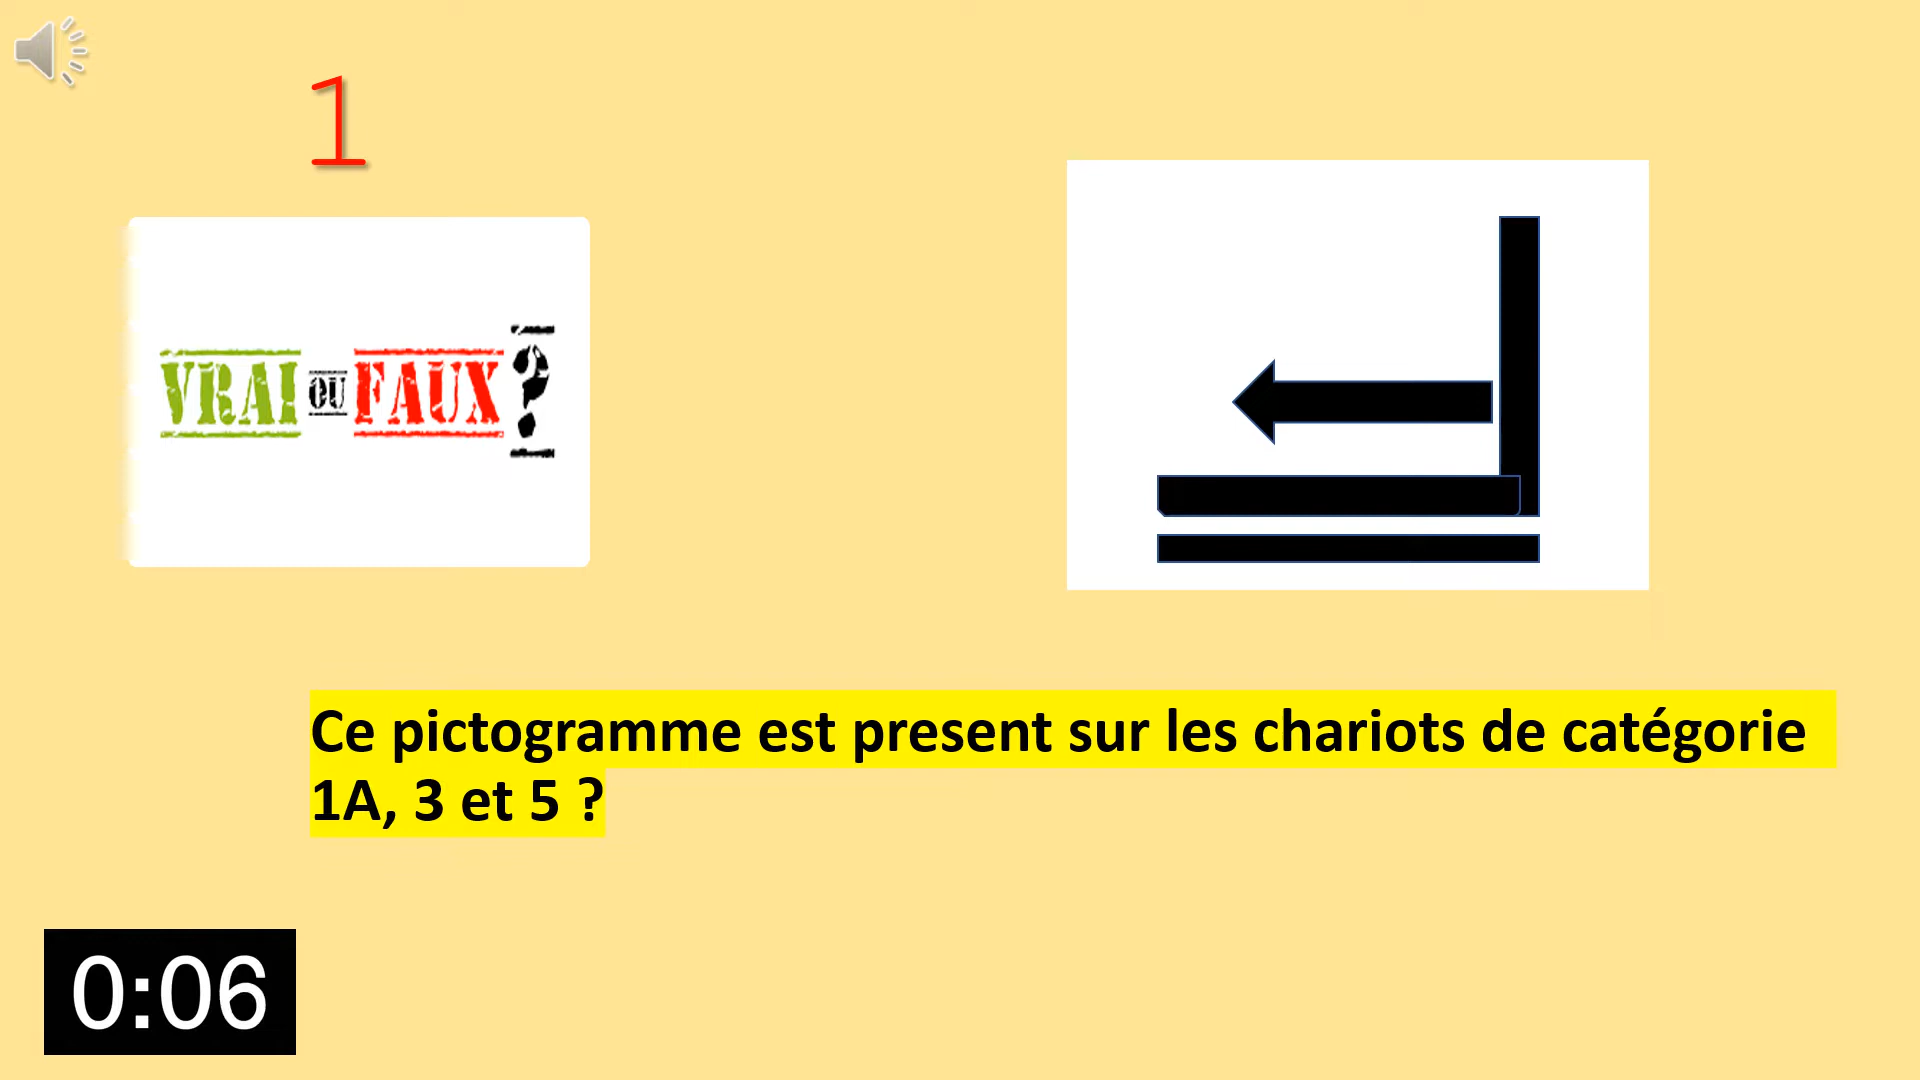 1
VRAI ou FAUX ?
Ce pictogramme est present sur les chariots de catégorie
1A, 3 et 5 ?
0:06